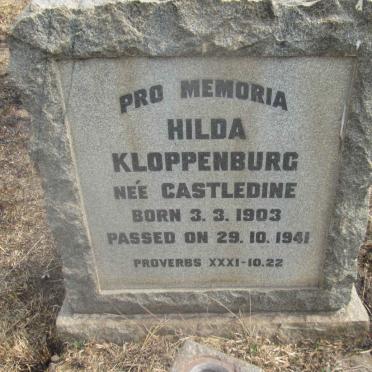 PRO MEMORIA
HILDA
KLOPPENBURG
NÉE CASTLEDINE
BORN 3. 3. 1903
PASSED ON 29. 10. 1941
PROVERBS XXXI-10.22